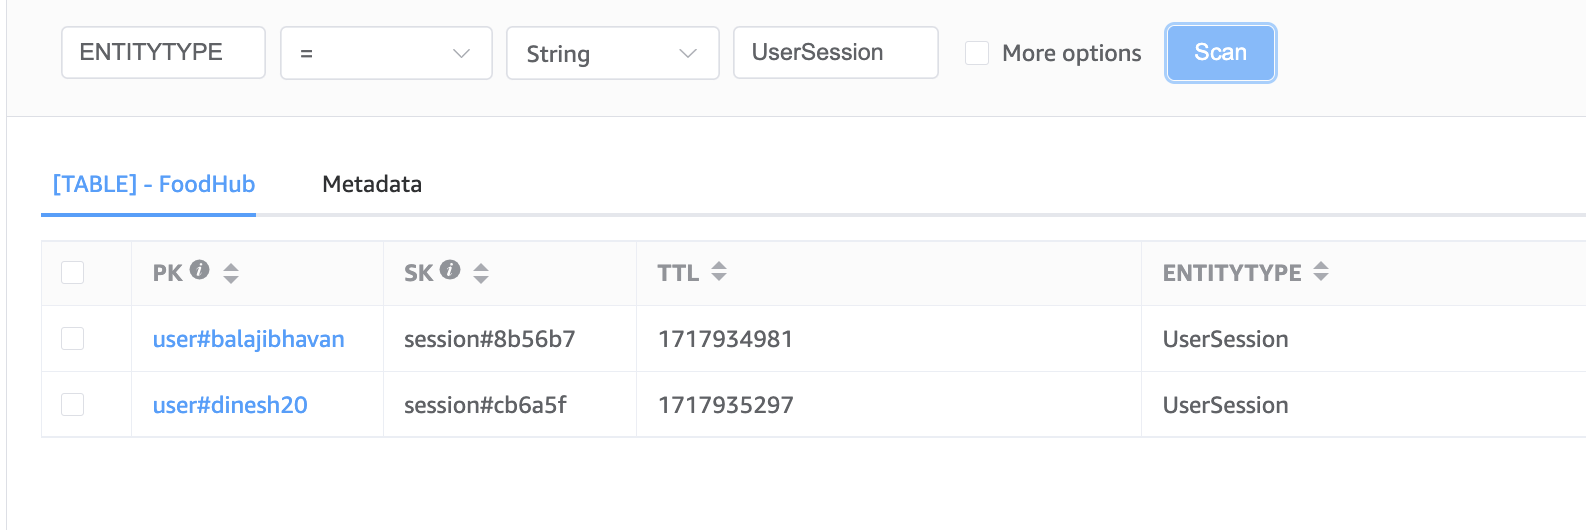 ENTITYTYPE = String UserSession More options Scan
[TABLE] - FoodHub Metadata
PK SK TTL ENTITYTYPE
user#balajibhavan session#8b56b7 1717934981 UserSession
user#dinesh20 session#cb6a5f 1717935297 UserSession